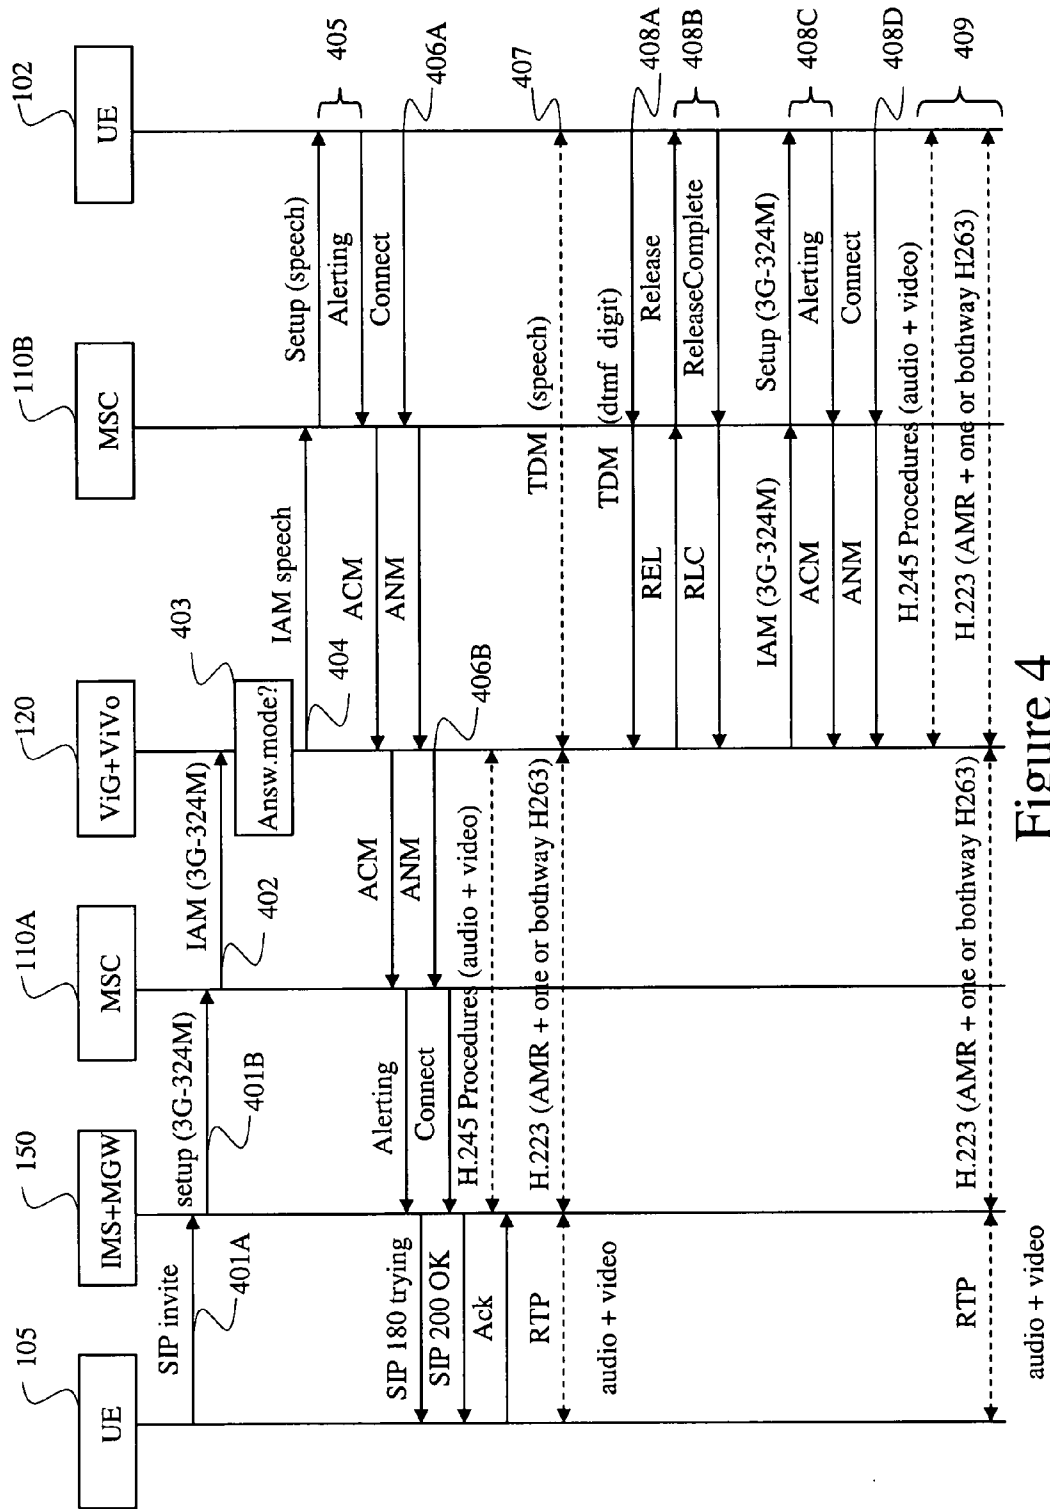 105
150
110A
120
110B
102
UE
IMS+MGW
MSC
ViG+ViVo
MSC
UE
SIP invite
401A
setup (3G-324M)
401B
IAM (3G-324M)
402
Answ.mode?
403
404
IAM speech
Setup (speech)
405
Alerting
ACM
Connect
406A
ANM
ACM
ANM
406B
Alerting
Connect
SIP 180 trying
SIP 200 OK
Ack
H.245 Procedures (audio + video)
RTP
audio + video
H.223 (AMR + one or bothway H263)
TDM (speech)
407
TDM (dtmf digit)
408A
REL
Release
408B
RLC
ReleaseComplete
IAM (3G-324M)
Setup (3G-324M)
408C
ACM
Alerting
ANM
Connect
408D
H.245 Procedures (audio + video)
409
RTP
audio + video
H.223 (AMR + one or bothway H263)
H.223 (AMR + one or bothway H263)
Figure 4